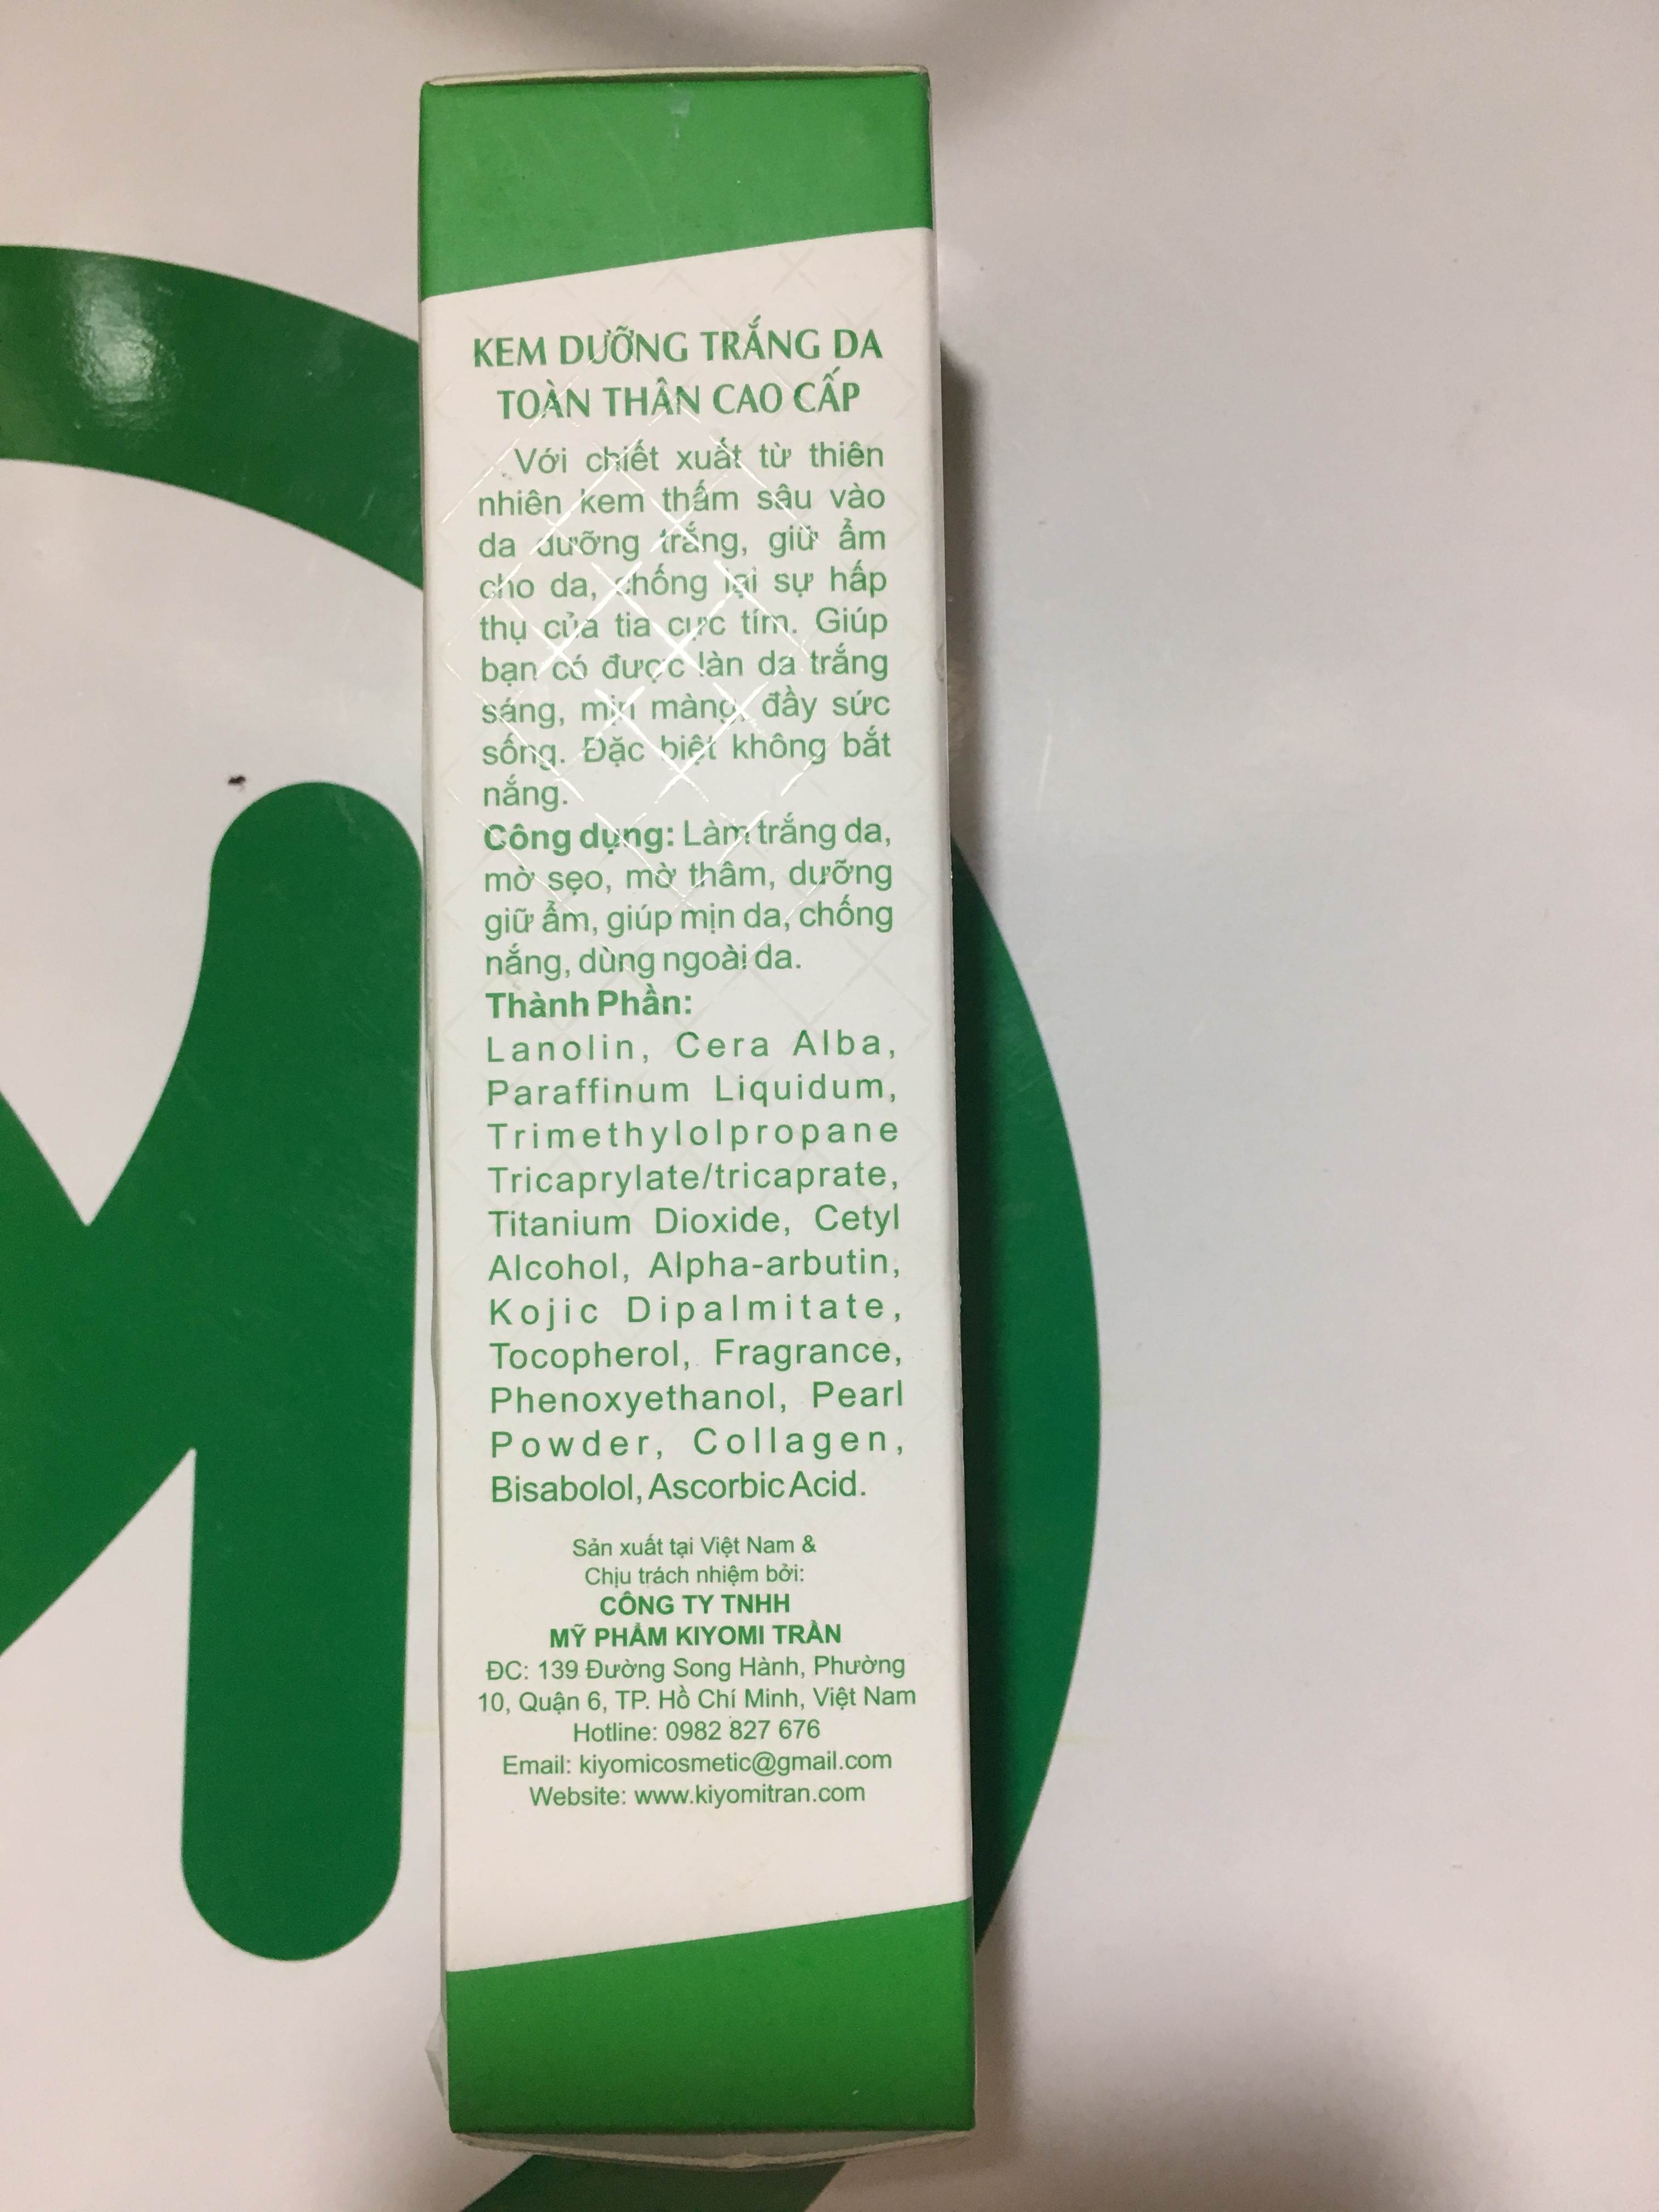 KEM DƯỠNG TRẮNG DA
TOÀN THÂN CAO CẤP
Với chiết xuất từ thiên
nhiên kem thấm sâu vào
da dưỡng trắng, giữ ẩm
cho da, chống lại sự hấp
thụ của tia cực tím. Giúp
bạn có được làn da trắng
sáng, mịn màng, đầy sức
sống. Đặc biệt không bắt
nắng.
Công dụng: Làm trắng da,
mờ sẹo, mờ thâm, dưỡng
giữ ẩm, giúp mịn da, chống
nắng, dùng ngoài da.
Thành Phần:
Lanolin, Cera Alba,
Paraffinum Liquidum,
Trimethylolpropane
Tricaprylate/tricaprate,
Titanium Dioxide, Cetyl
Alcohol, Alpha-arbutin,
Kojic Dipalmitate,
Tocopherol, Fragrance,
Phenoxyethanol, Pearl
Powder, Collagen,
Bisabolol, Ascorbic Acid.
Sản xuất tại Việt Nam &
Chịu trách nhiệm bởi:
CÔNG TY TNHH
MỸ PHẨM KIYOMI TRẦN
ĐC: 139 Đường Song Hành, Phường
10, Quận 6, TP. Hồ Chí Minh, Việt Nam
Hotline: 0982 827 676
Email: kiyomicosmetic@gmail.com
Website: www.kiyomitran.com